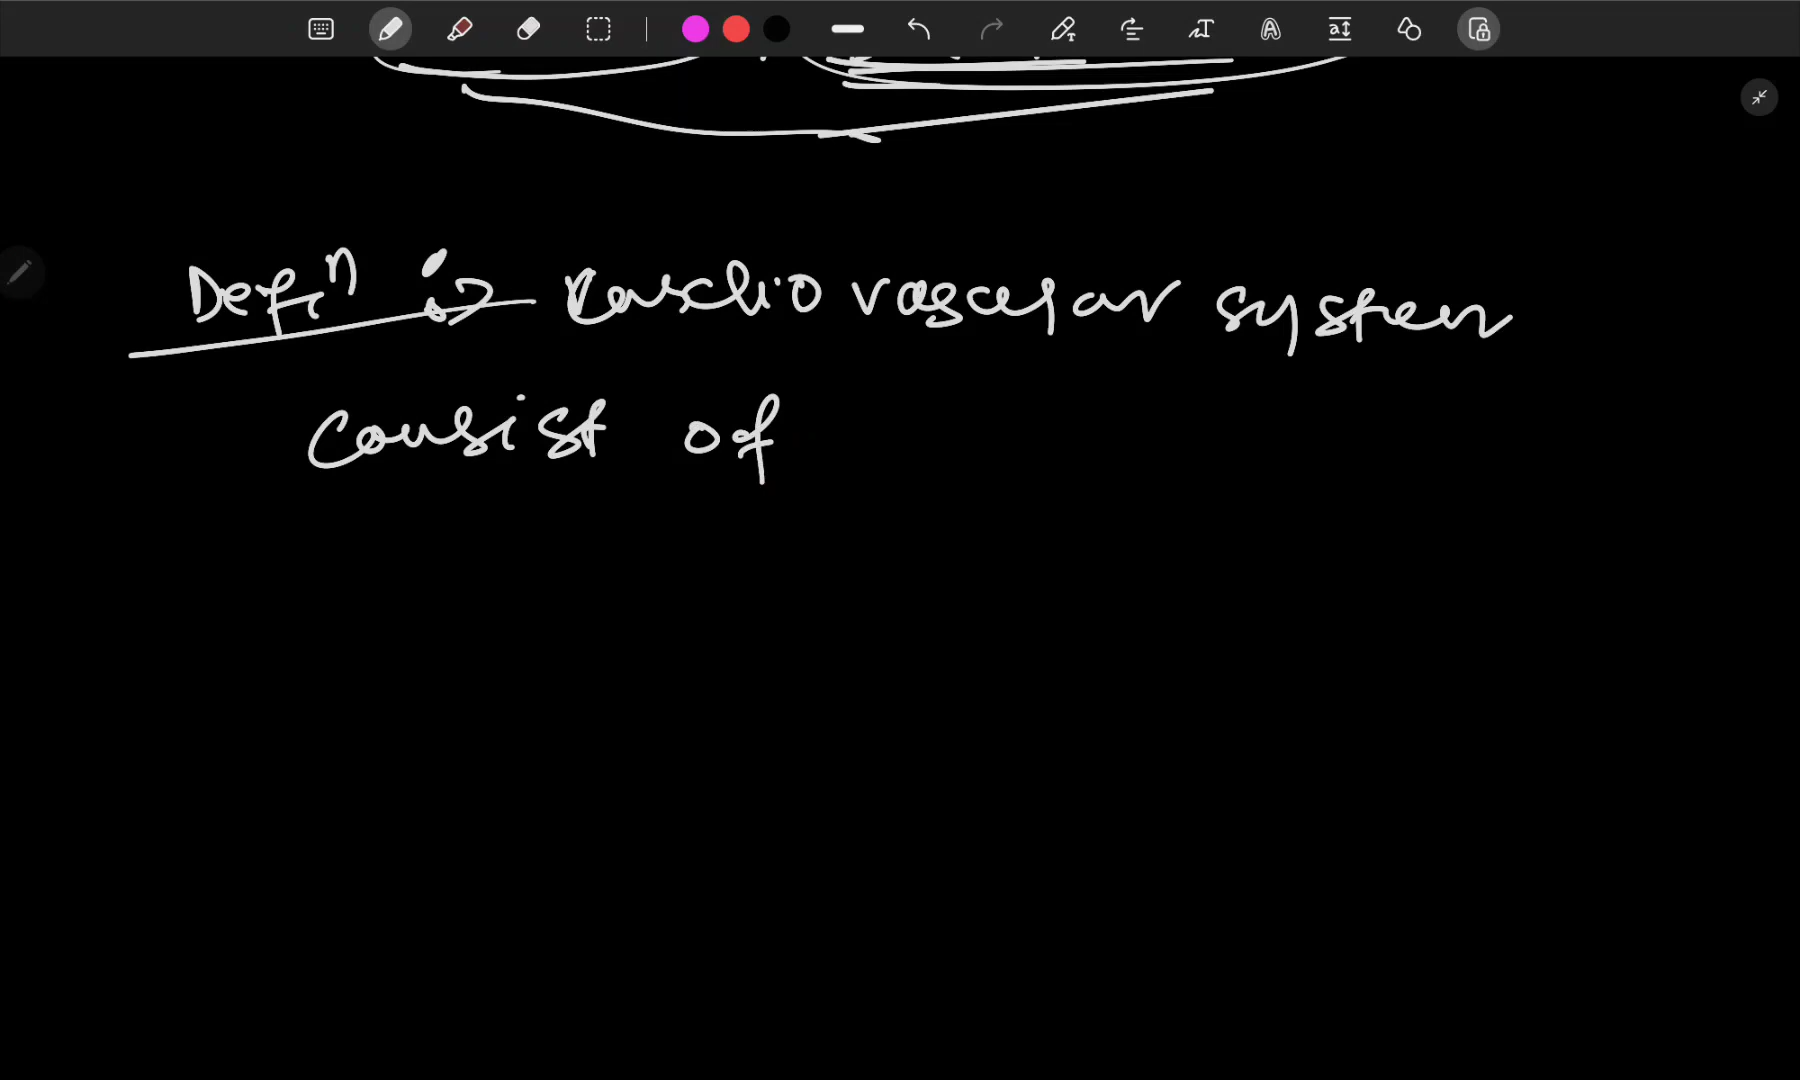 Defⁿ :→ Cardio vascular system
consist of